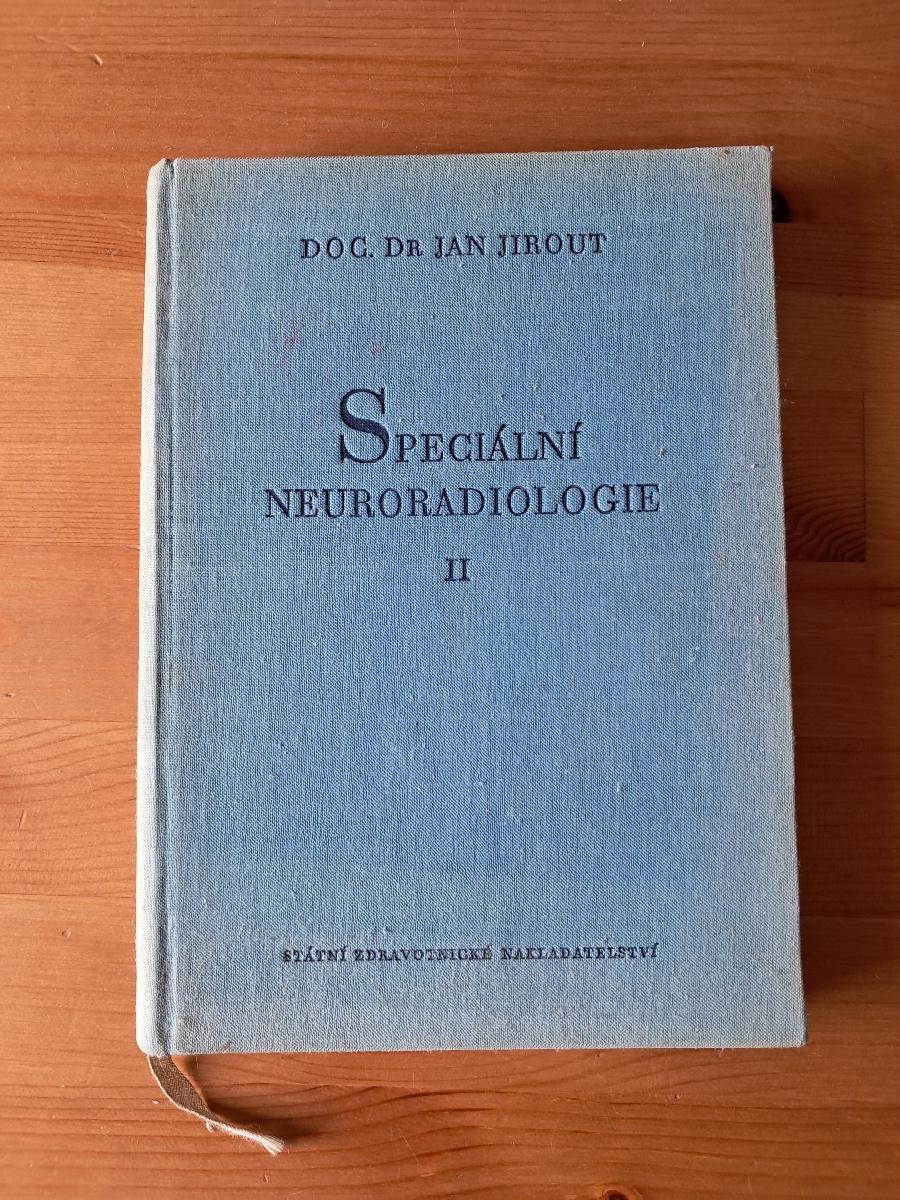 DOC. DR JAN JIROUT
SPECIÁLNÍ
NEURORADIOLOGIE
II
STÁTNÍ ZDRAVOTNICKÉ NAKLADATELSTVÍ